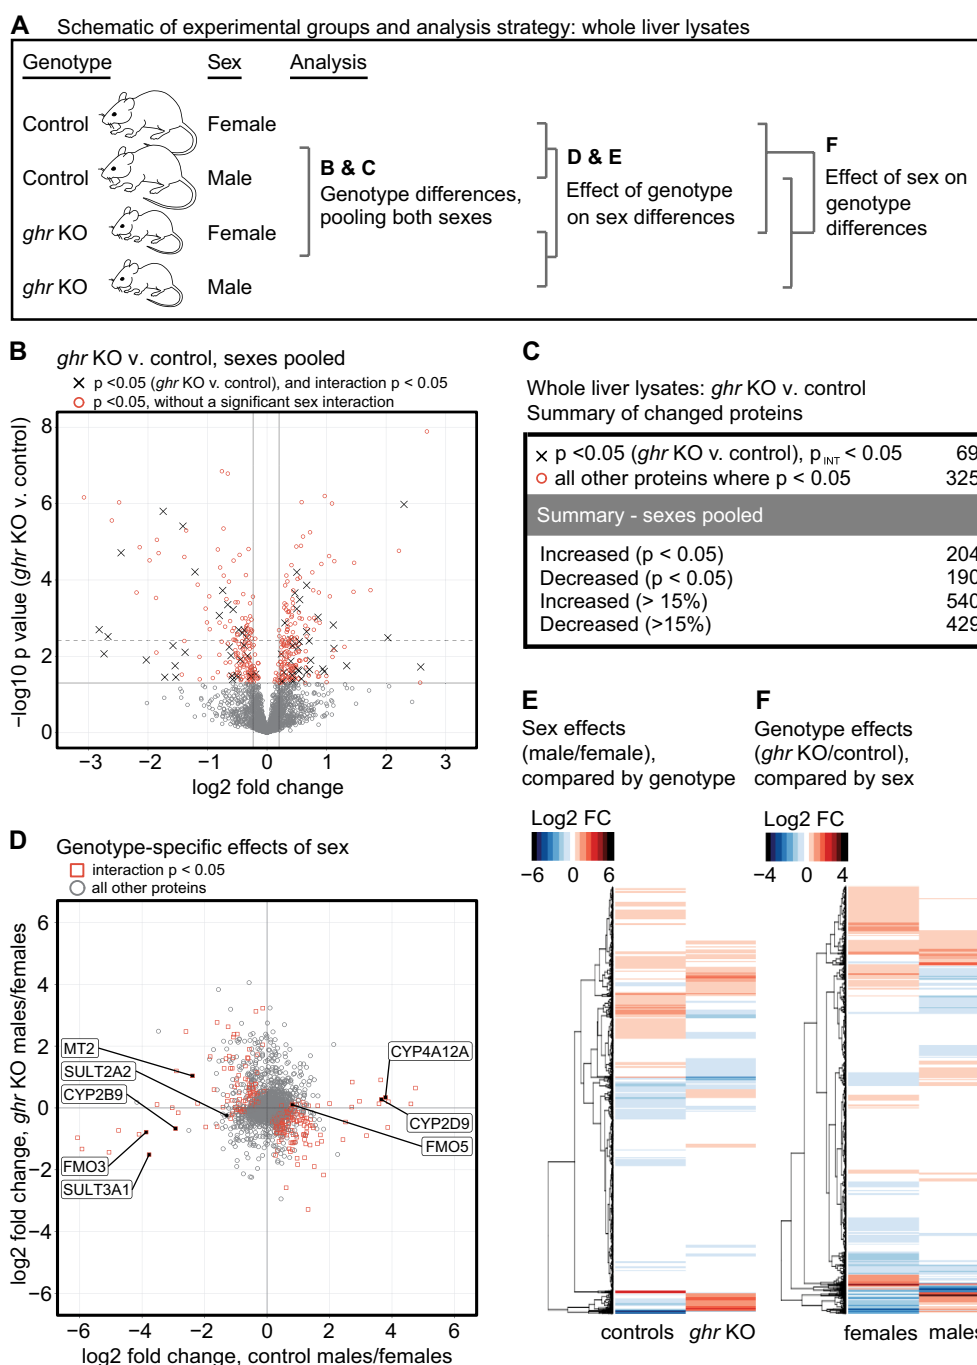 A Schematic of experimental groups and analysis strategy: whole liver lysates
Genotype Sex Analysis
Control Female
Control Male
ghr KO Female
ghr KO Male
B & C
Genotype differences,
pooling both sexes
D & E
Effect of genotype
on sex differences
F
Effect of sex on
genotype
differences
B ghr KO v. control, sexes pooled
× p <0.05 (ghr KO v. control), and interaction p < 0.05
○ p <0.05, without a significant sex interaction
−log10 p value (ghr KO v. control)
8
6
4
2
0
−3 −2 −1 0 1 2 3
log2 fold change
C
Whole liver lysates: ghr KO v. control
Summary of changed proteins
× p <0.05 (ghr KO v. control), pINT < 0.05 69
○ all other proteins where p < 0.05 325
Summary - sexes pooled
Increased (p < 0.05) 204
Decreased (p < 0.05) 190
Increased (> 15%) 540
Decreased (>15%) 429
D Genotype-specific effects of sex
□ interaction p < 0.05
○ all other proteins
log2 fold change, ghr KO males/females
6
4
2
0
−2
−4
−6
MT2
SULT2A2
CYP2B9
FMO3
SULT3A1
CYP4A12A
CYP2D9
FMO5
−6 −4 −2 0 2 4 6
log2 fold change, control males/females
E
Sex effects
(male/female),
compared by genotype
Log2 FC
−6 0 6
controls ghr KO
F
Genotype effects
(ghr KO/control),
compared by sex
Log2 FC
−4 0 4
females males